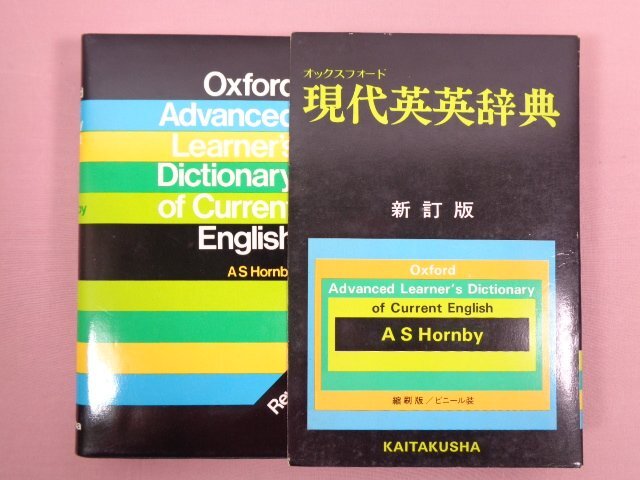 Oxford
Advanced
Learner's
Dictionary
of Current
English
A S Hornby
オックスフォード
現代英英辞典
新訂版
Oxford
Advanced Learner's Dictionary
of Current English
A S Hornby
縮刷版/ビニール装
KAITAKUSHA